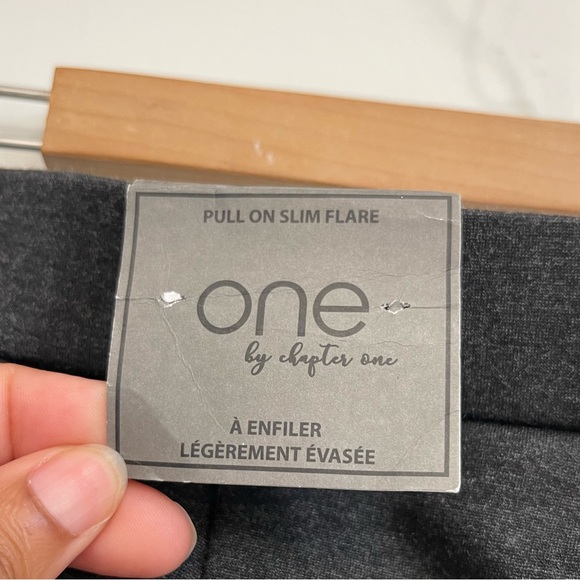 PULL ON SLIM FLARE
one
by chapter one
À ENFILER
LÉGÈREMENT ÉVASÉE